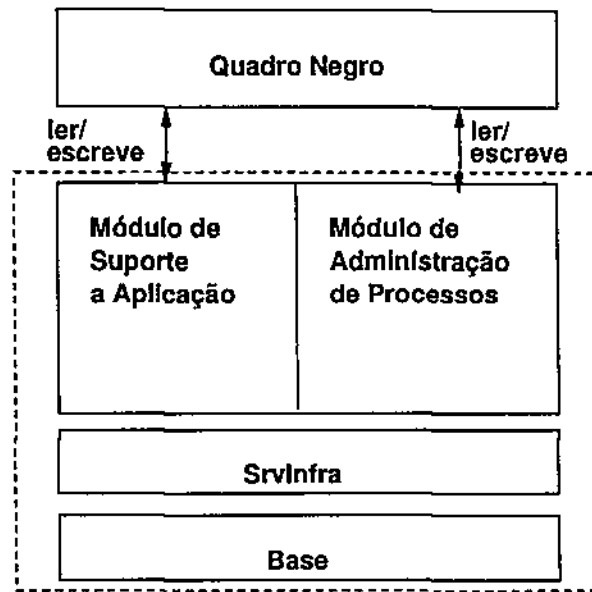 Quadro Negro
ler/
escreve
ler/
escreve
Módulo de
Suporte
a Aplicação
Módulo de
Administração
de Processos
SrvInfra
Base